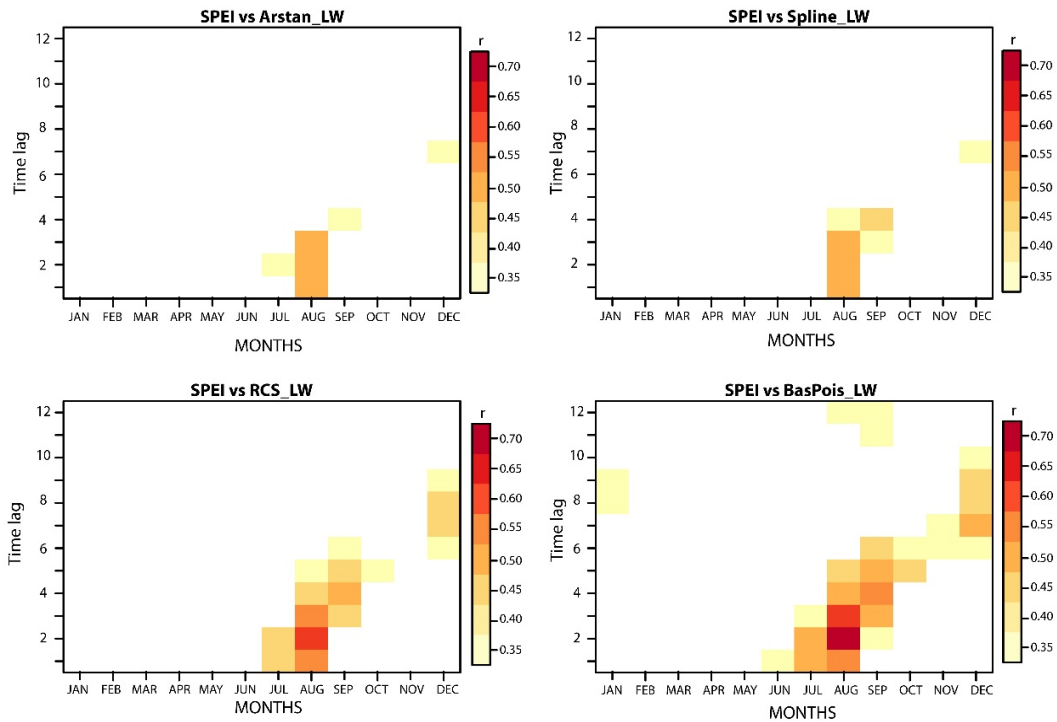 SPEI vs Arstan_LW
12
10
8
6
4
2
Time lag
JAN FEB MAR APR MAY JUN JUL AUG SEP OCT NOV DEC
MONTHS
r
0.70
0.65
0.60
0.55
0.50
0.45
0.40
0.35
SPEI vs Spline_LW
12
10
8
6
4
2
Time lag
JAN FEB MAR APR MAY JUN JUL AUG SEP OCT NOV DEC
MONTHS
r
0.70
0.65
0.60
0.55
0.50
0.45
0.40
0.35
SPEI vs RCS_LW
12
10
8
6
4
2
Time lag
JAN FEB MAR APR MAY JUN JUL AUG SEP OCT NOV DEC
MONTHS
r
0.70
0.65
0.60
0.55
0.50
0.45
0.40
0.35
SPEI vs BasPois_LW
12
10
8
6
4
2
Time lag
JAN FEB MAR APR MAY JUN JUL AUG SEP OCT NOV DEC
MONTHS
r
0.70
0.65
0.60
0.55
0.50
0.45
0.40
0.35